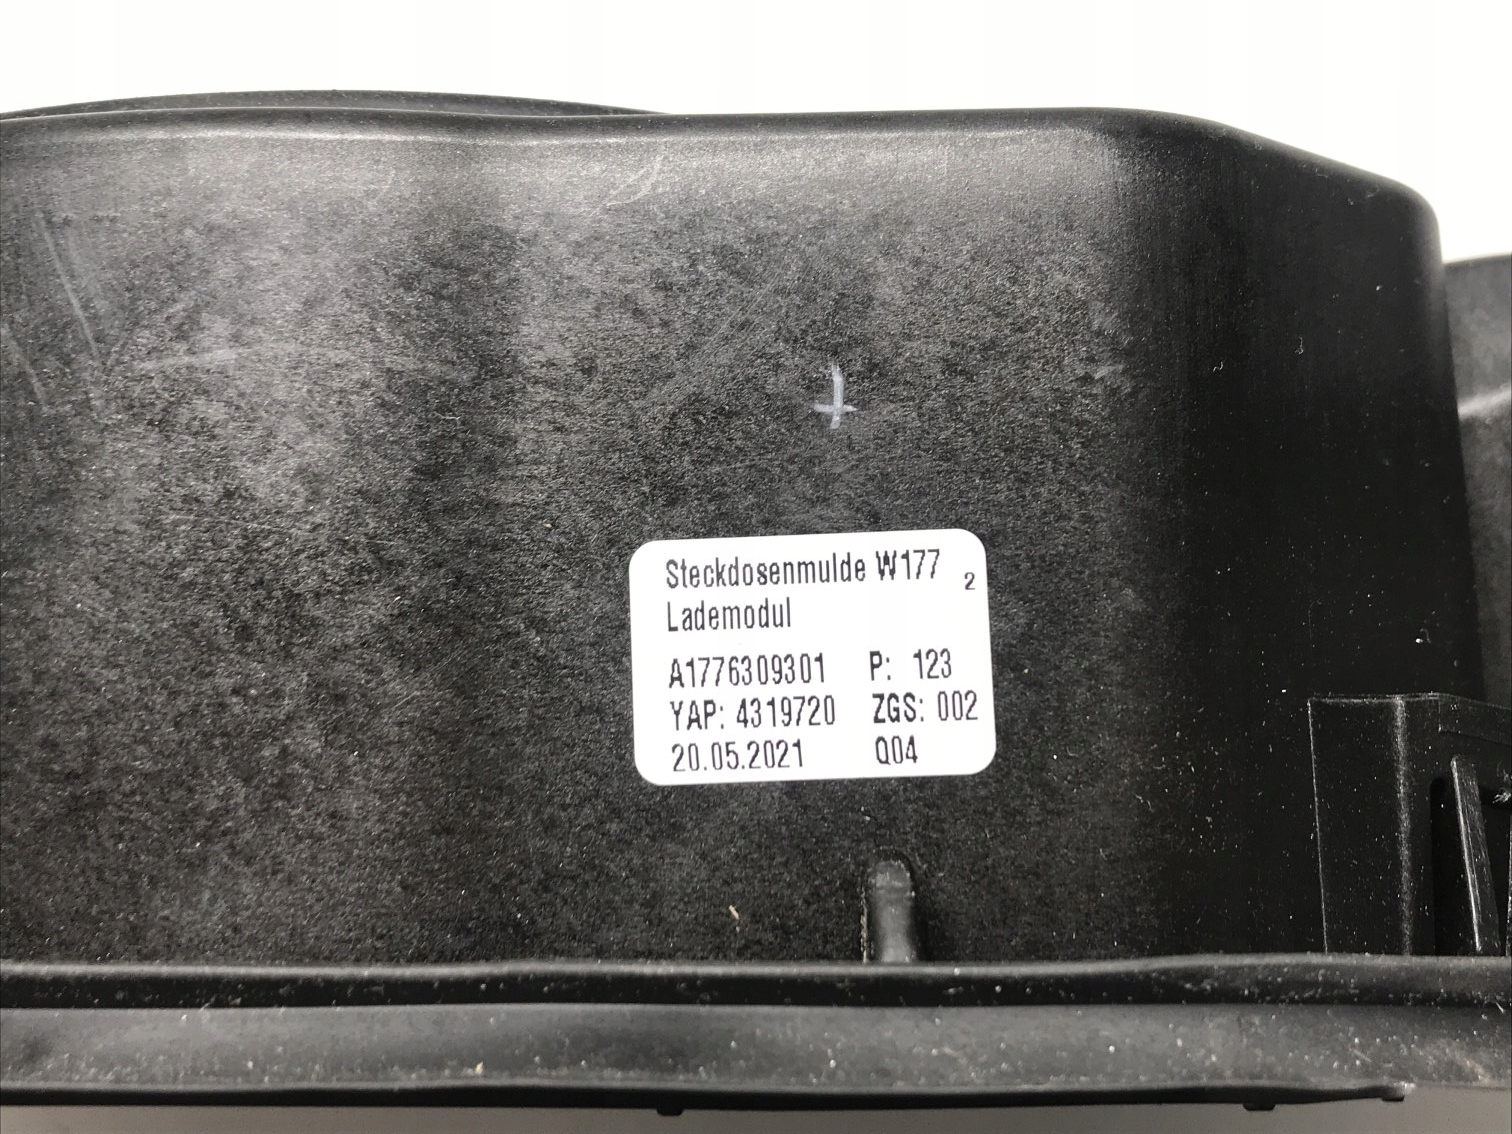 Steckdosenmulde W177 2
Lademodul
A1776309301 P: 123
YAP: 4319720 ZGS: 002
20.05.2021 Q04